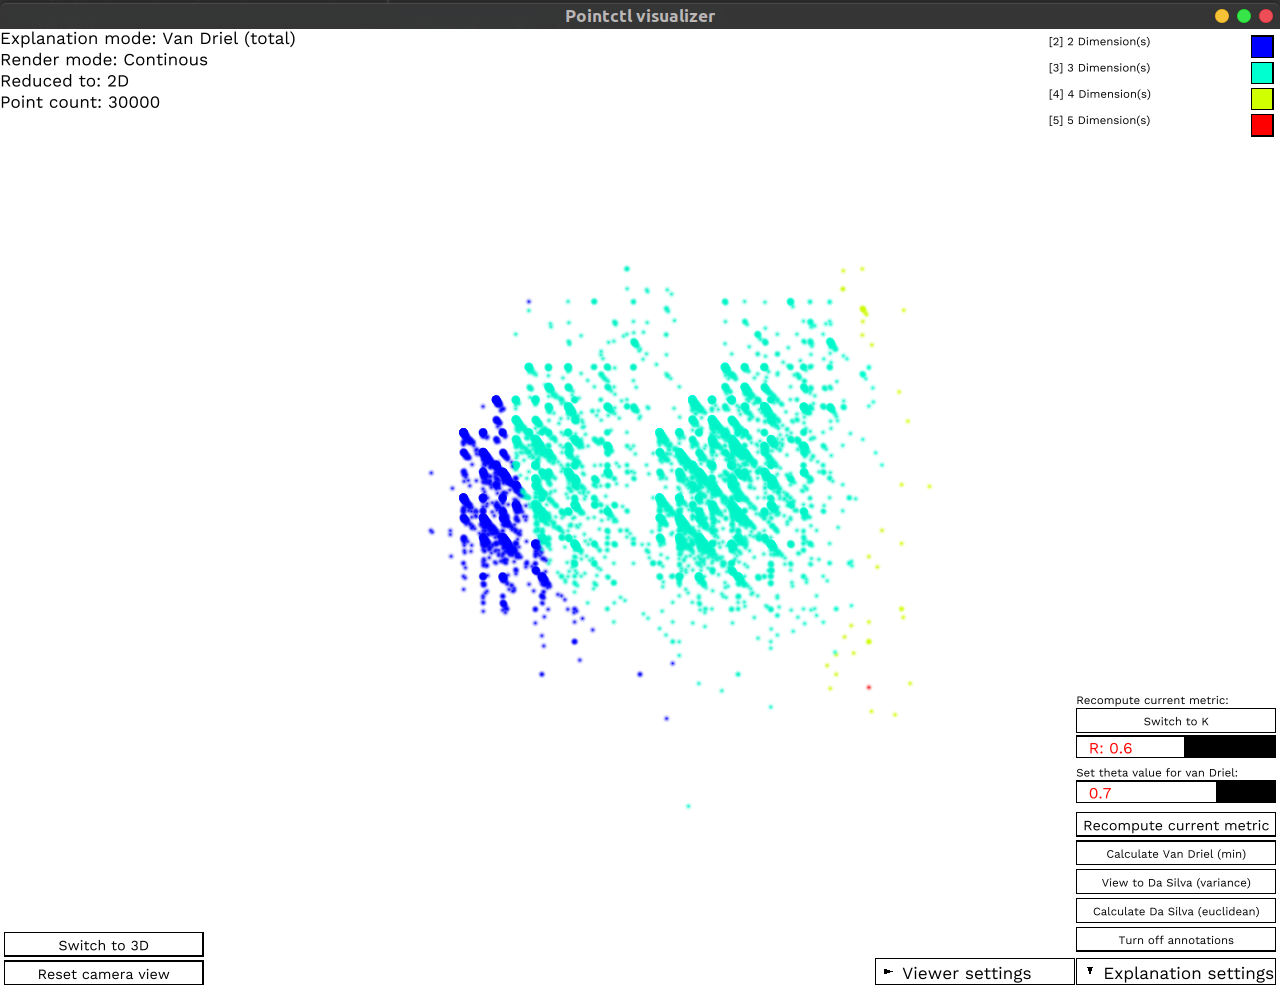 Pointctl visualizer
Explanation mode: Van Driel (total)
Render mode: Continous
Reduced to: 2D
Point count: 30000
[2] 2 Dimension(s)
[3] 3 Dimension(s)
[4] 4 Dimension(s)
[5] 5 Dimension(s)
Recompute current metric:
Switch to K
R: 0.6
Set theta value for van Driel:
0.7
Recompute current metric
Calculate Van Driel (min)
View to Da Silva (variance)
Calculate Da Silva (euclidean)
Turn off annotations
Switch to 3D
Reset camera view
Viewer settings
Explanation settings